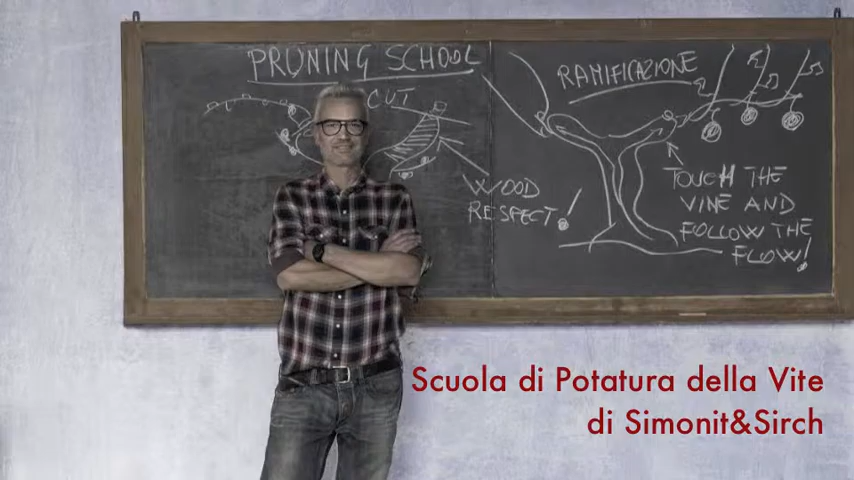 PRUNING SCHOOL
CUT
WOOD
RESPECT!
RAMIFICAZIONE
TOUCH THE
VINE AND
FOLLOW THE
FLOW!
Scuola di Potatura della Vite
di Simonit&Sirch